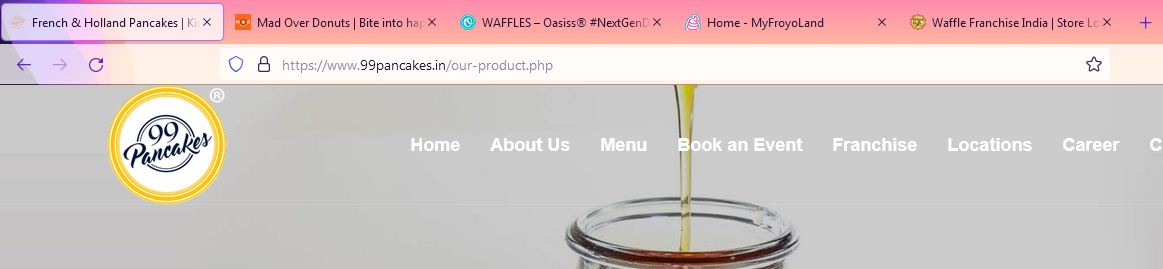 French & Holland Pancakes | Ki
Mad Over Donuts | Bite into hap
WAFFLES – Oasiss® #NextGenD
Home - MyFroyoLand
Waffle Franchise India | Store Lo
https://www.99pancakes.in/our-product.php
®
99
Pancakes
Home About Us Menu Book an Event Franchise Locations Career C